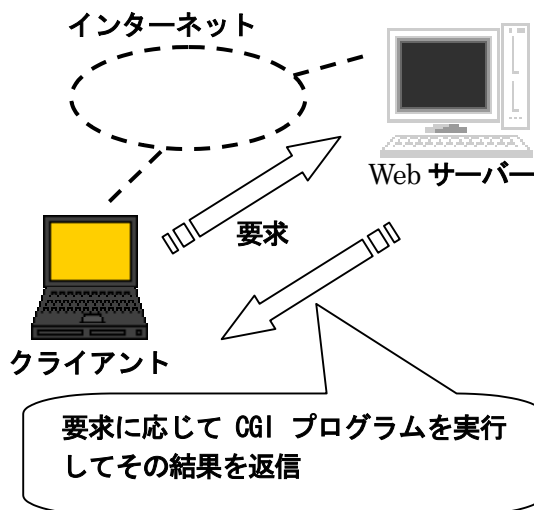 インターネット
Web サーバー
要求
クライアント
要求に応じて CGI プログラムを実行
してその結果を返信